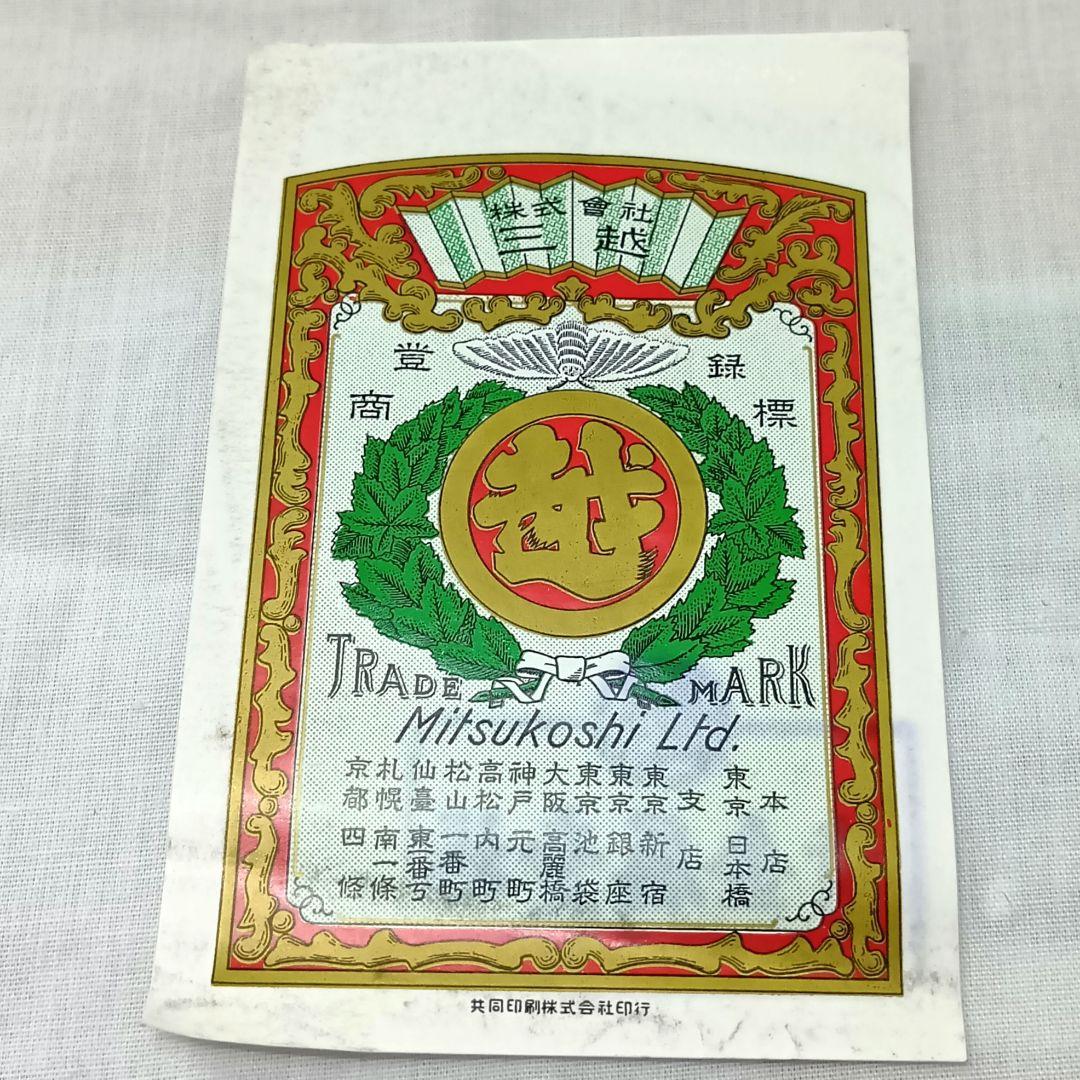 株式會社
三越
登録
商標
越
TRADE MARK
Mitsukoshi Ltd.
本店
東京日本橋
支店
東京新宿
東京銀座
東京池袋
大阪高麗橋
神戸元町
高松内町
松山一番町
仙臺東一番丁
札幌南一條
京都四條
共同印刷株式会社印行